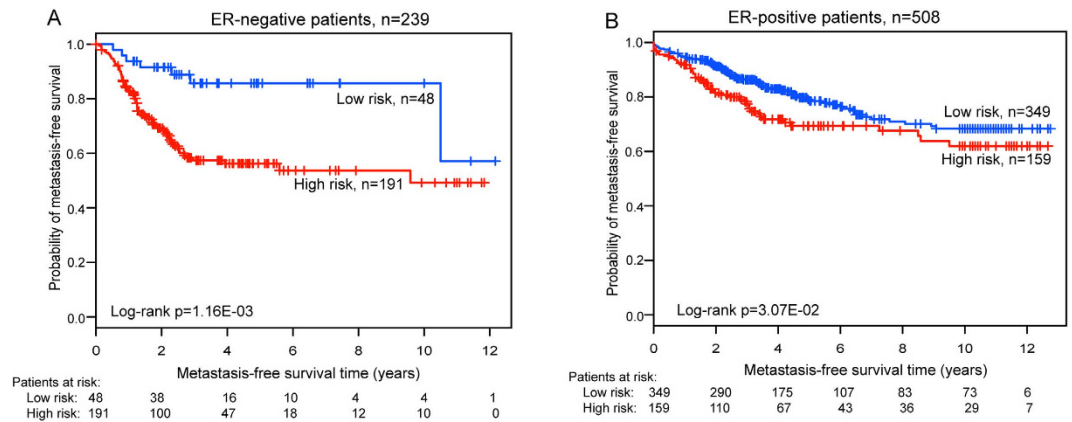 A
ER-negative patients, n=239
Probability of metastasis-free survival
1.0
0.8
0.6
0.4
0.2
0.0
Low risk, n=48
High risk, n=191
Log-rank p=1.16E-03
0 2 4 6 8 10 12
Metastasis-free survival time (years)
Patients at risk:
Low risk: 48 38 16 10 4 4 1
High risk: 191 100 47 18 12 10 0
B
ER-positive patients, n=508
Probability of metastasis-free survival
1.0
0.8
0.6
0.4
0.2
0.0
Low risk, n=349
High risk, n=159
Log-rank p=3.07E-02
0 2 4 6 8 10 12
Metastasis-free survival time (years)
Patients at risk:
Low risk: 349 290 175 107 83 73 6
High risk: 159 110 67 43 36 29 7